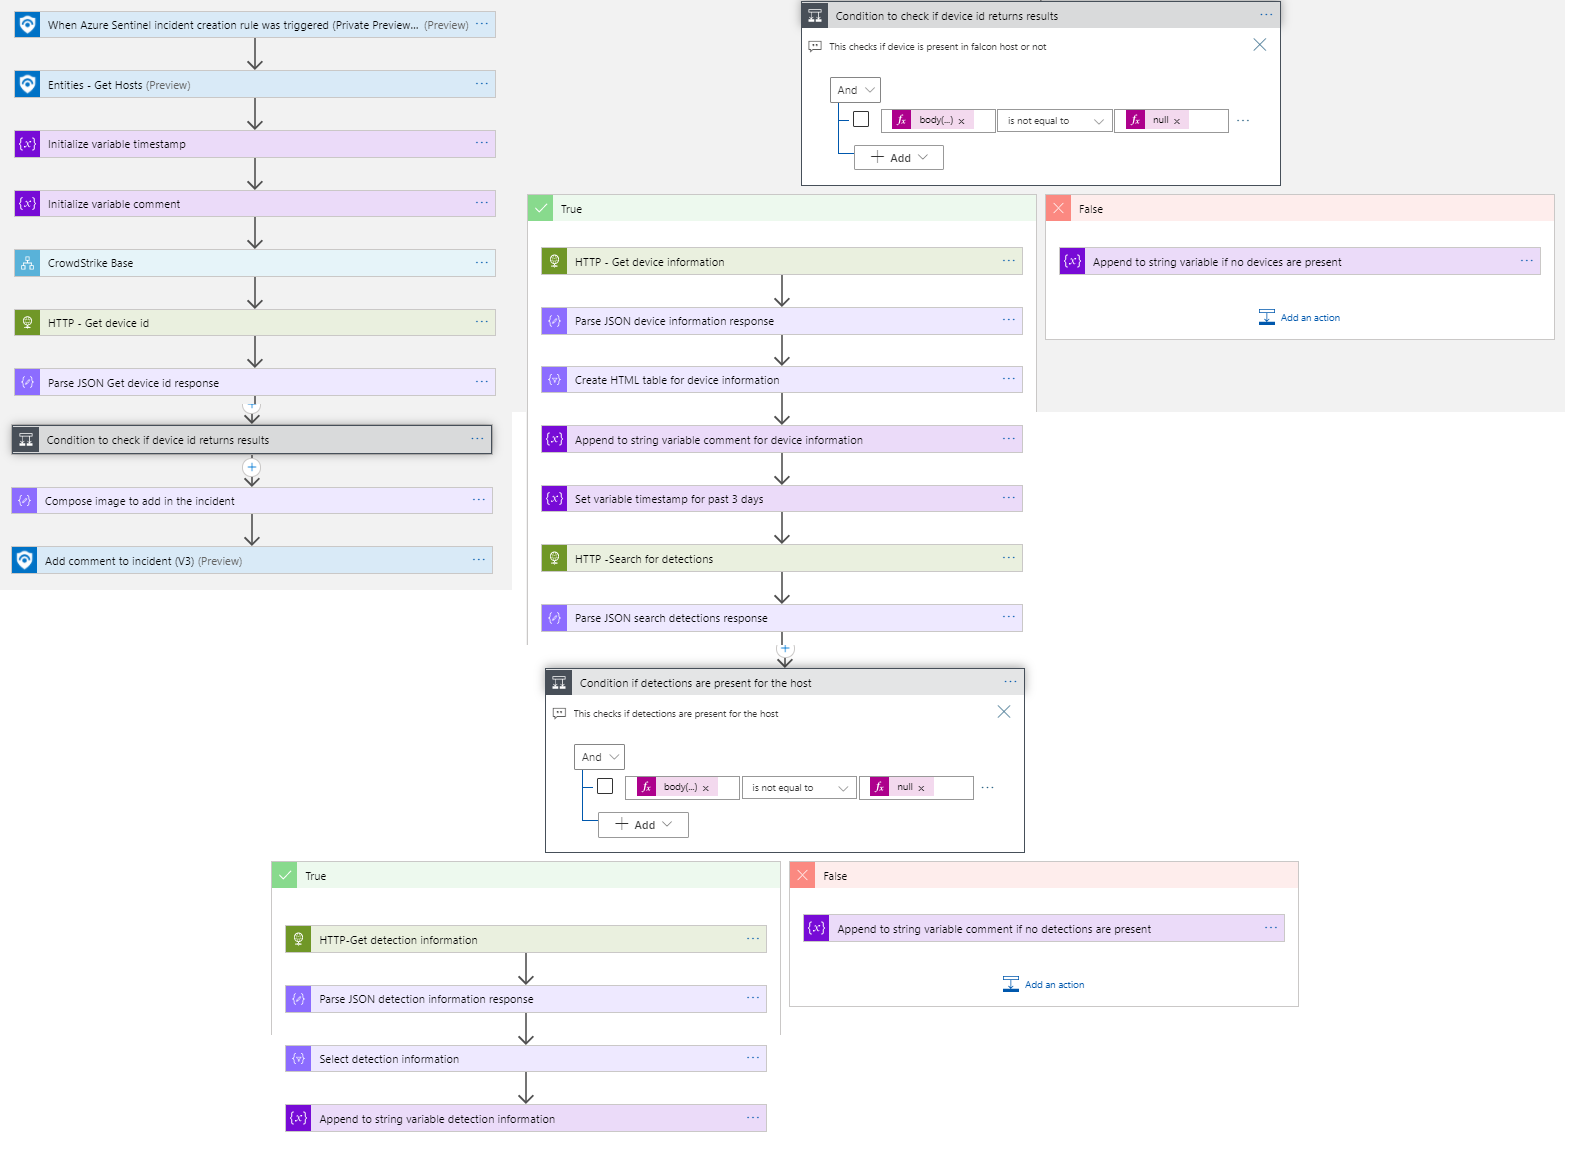 When Azure Sentinel incident creation rule was triggered (Private Preview... (Preview)
Entities - Get Hosts (Preview)
Initialize variable timestamp
Initialize variable comment
CrowdStrike Base
HTTP - Get device id
Parse JSON Get device id response
Condition to check if device id returns results
Compose image to add in the incident
Add comment to incident (V3) (Preview)
Condition to check if device id returns results
This checks if device is present in falcon host or not
And
fx body(...) × is not equal to fx null ×
+ Add
True
HTTP - Get device information
Parse JSON device information response
Create HTML table for device information
Append to string variable comment for device information
Set variable timestamp for past 3 days
HTTP -Search for detections
Parse JSON search detections response
False
Append to string variable if no devices are present
Add an action
Condition if detections are present for the host
This checks if detections are present for the host
And
fx body(...) × is not equal to fx null ×
+ Add
True
HTTP-Get detection information
Parse JSON detection information response
Select detection information
Append to string variable detection information
False
Append to string variable comment if no detections are present
Add an action